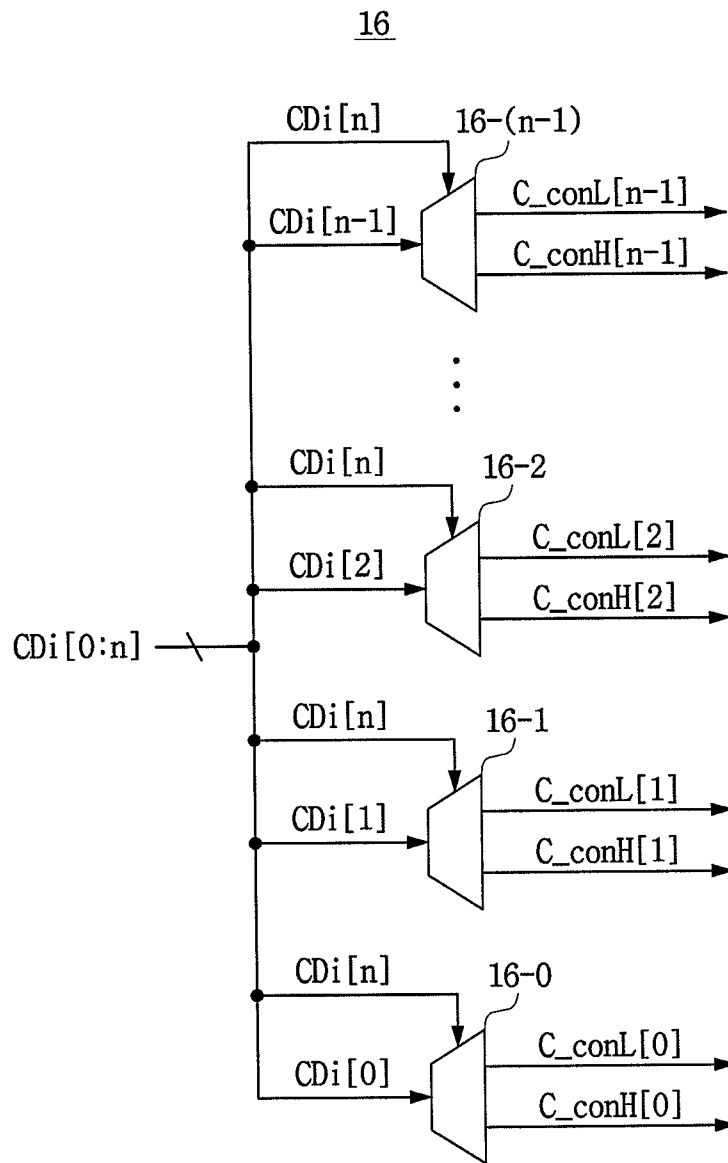 16
CDi[n]
16-(n-1)
C_conL[n-1]
CDi[n-1]
C_conH[n-1]
CDi[n]
16-2
C_conL[2]
CDi[2]
C_conH[2]
CDi[0:n]
CDi[n]
16-1
C_conL[1]
CDi[1]
C_conH[1]
CDi[n]
16-0
C_conL[0]
CDi[0]
C_conH[0]